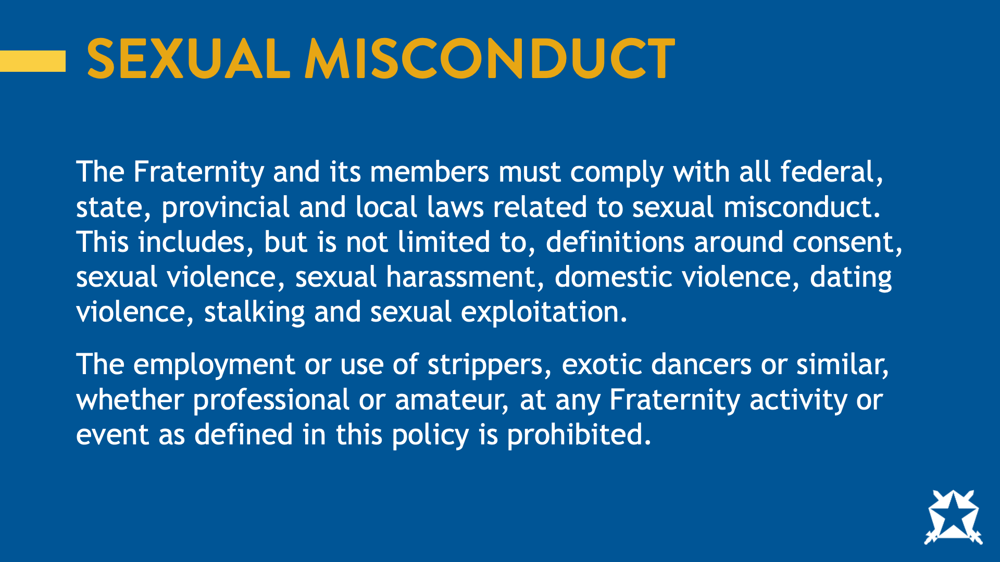 SEXUAL MISCONDUCT
The Fraternity and its members must comply with all federal,
state, provincial and local laws related to sexual misconduct.
This includes, but is not limited to, definitions around consent,
sexual violence, sexual harassment, domestic violence, dating
violence, stalking and sexual exploitation.
The employment or use of strippers, exotic dancers or similar,
whether professional or amateur, at any Fraternity activity or
event as defined in this policy is prohibited.